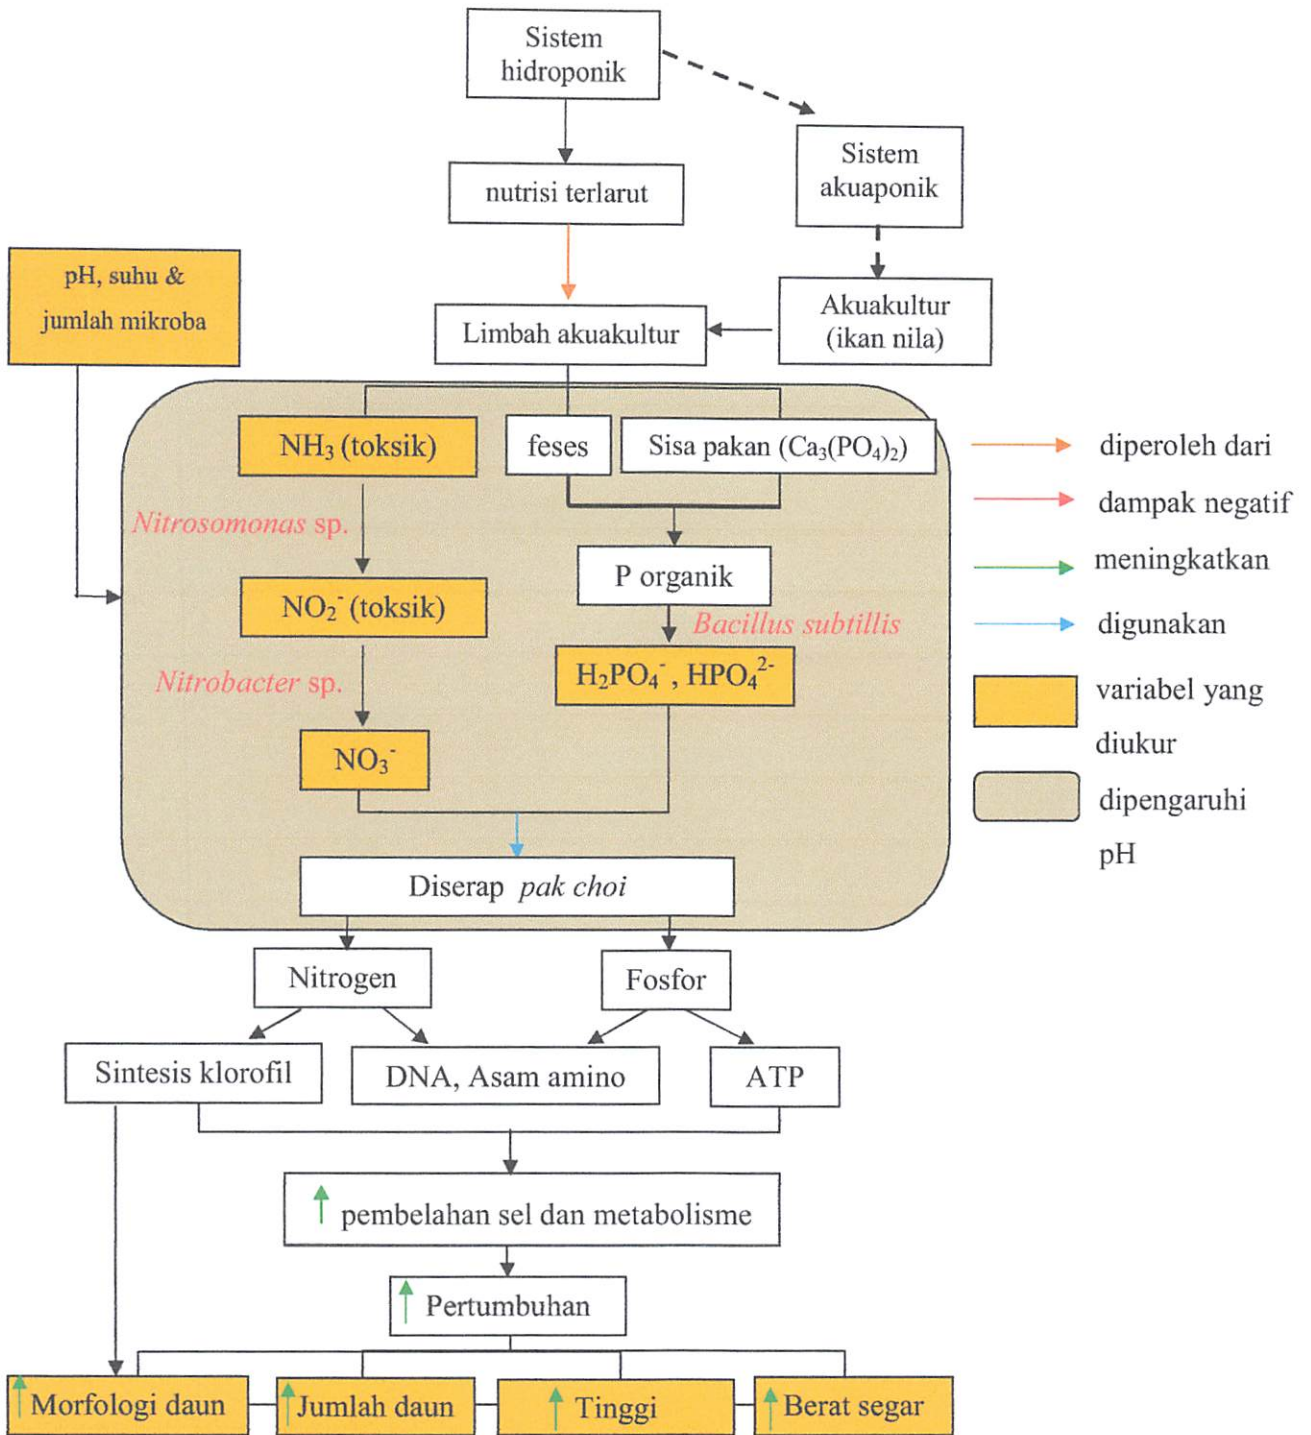 Sistem
hidroponik
Sistem
akuaponik
nutrisi terlarut
pH, suhu &
jumlah mikroba
Limbah akuakultur
Akuakultur
(ikan nila)
NH₃ (toksik)
feses
Sisa pakan (Ca₃(PO₄)₂)
Nitrosomonas sp.
P organik
NO₂⁻ (toksik)
Bacillus subtillis
Nitrobacter sp.
H₂PO₄⁻ , HPO₄²⁻
NO₃⁻
Diserap pak choi
diperoleh dari
dampak negatif
meningkatkan
digunakan
variabel yang
diukur
dipengaruhi
pH
Nitrogen
Fosfor
Sintesis klorofil
DNA, Asam amino
ATP
pembelahan sel dan metabolisme
Pertumbuhan
Morfologi daun
Jumlah daun
Tinggi
Berat segar